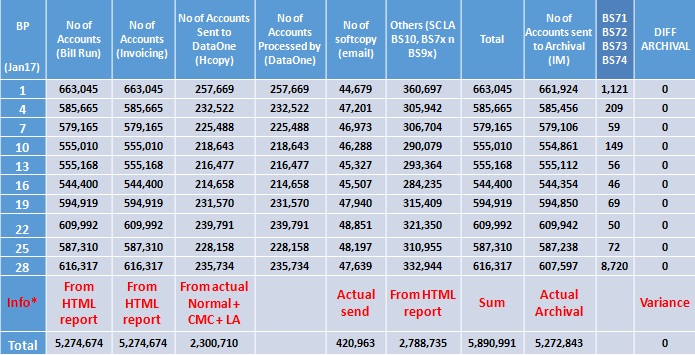 BP (Jan17) | No of Accounts (Bill Run) | No of Accounts (Invoicing) | No of Accounts Sent to DataOne (Hcopy) | No of Accounts Processed by (DataOne) | No of softcopy (email) | Others (SC LA BS10, BS7x n BS9x) | Total | No of Accounts sent to Archival (IM) | BS71 BS72 BS73 BS74 | DIFF ARCHIVAL
1 | 663,045 | 663,045 | 257,669 | 257,669 | 44,679 | 360,697 | 663,045 | 661,924 | 1,121 | 0
4 | 585,665 | 585,665 | 232,522 | 232,522 | 47,201 | 305,942 | 585,665 | 585,456 | 209 | 0
7 | 579,165 | 579,165 | 225,488 | 225,488 | 46,973 | 306,704 | 579,165 | 579,106 | 59 | 0
10 | 555,010 | 555,010 | 218,643 | 218,643 | 46,288 | 290,079 | 555,010 | 554,861 | 149 | 0
13 | 555,168 | 555,168 | 216,477 | 216,477 | 45,327 | 293,364 | 555,168 | 555,112 | 56 | 0
16 | 544,400 | 544,400 | 214,658 | 214,658 | 45,507 | 284,235 | 544,400 | 544,354 | 46 | 0
19 | 594,919 | 594,919 | 231,570 | 231,570 | 47,940 | 315,409 | 594,919 | 594,850 | 69 | 0
22 | 609,992 | 609,992 | 239,791 | 239,791 | 48,851 | 321,350 | 609,992 | 609,942 | 50 | 0
25 | 587,310 | 587,310 | 228,158 | 228,158 | 48,197 | 310,955 | 587,310 | 587,238 | 72 | 0
28 | 616,317 | 616,317 | 235,734 | 235,734 | 47,639 | 332,944 | 616,317 | 607,597 | 8,720 | 0
Info* | From HTML report | From HTML report | From actual Normal + CMC + LA | | Actual send | From HTML report | Sum | Actual Archival | | Variance
Total | 5,274,674 | 5,274,674 | 2,300,710 | | 420,963 | 2,788,735 | 5,890,991 | 5,272,843 | | 0